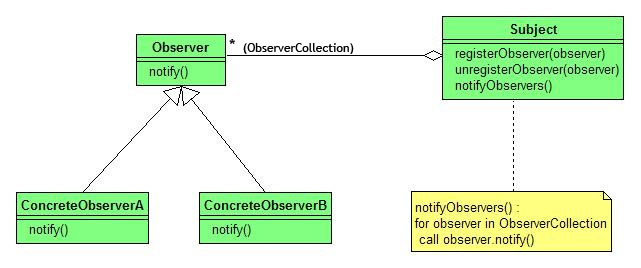 Observer
notify()
* (ObserverCollection)
Subject
registerObserver(observer)
unregisterObserver(observer)
notifyObservers()
ConcreteObserverA
notify()
ConcreteObserverB
notify()
notifyObservers() :
for observer in ObserverCollection
call observer.notify()